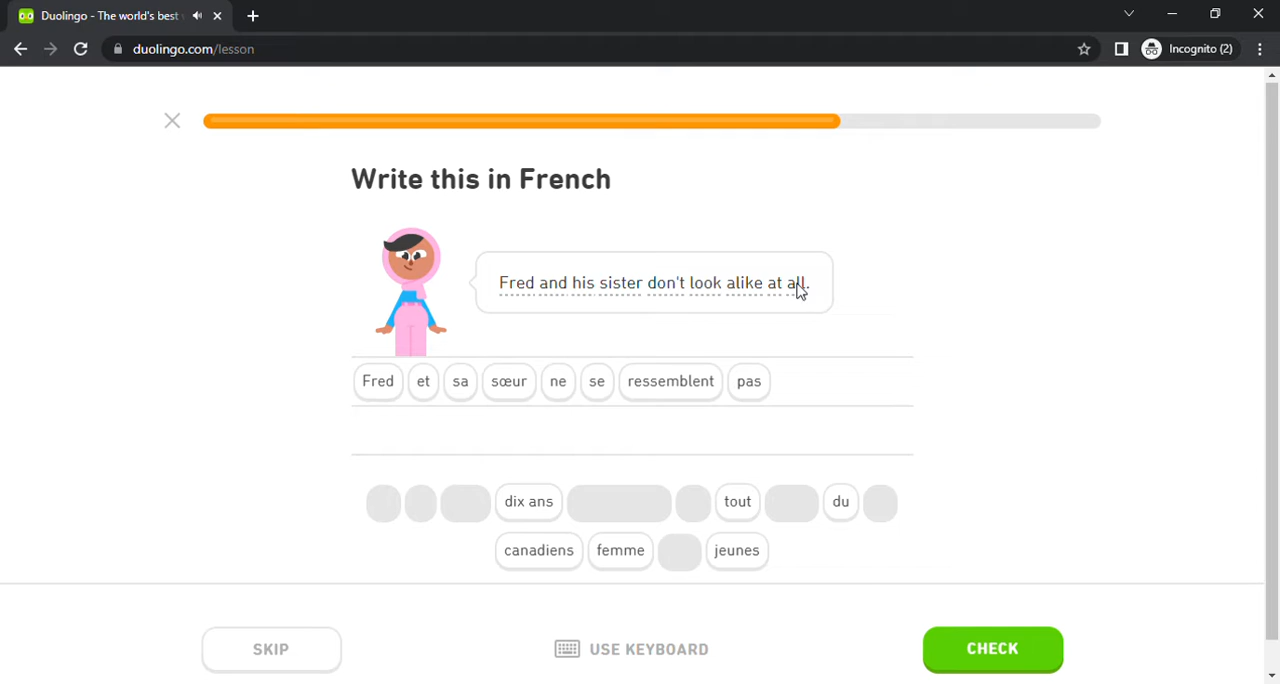 Duolingo - The world's best
duolingo.com/lesson
Incognito (2)
Write this in French
Fred and his sister don't look alike at all.
Fred et sa sœur ne se ressemblent pas
dix ans tout du
canadiens femme jeunes
SKIP USE KEYBOARD CHECK